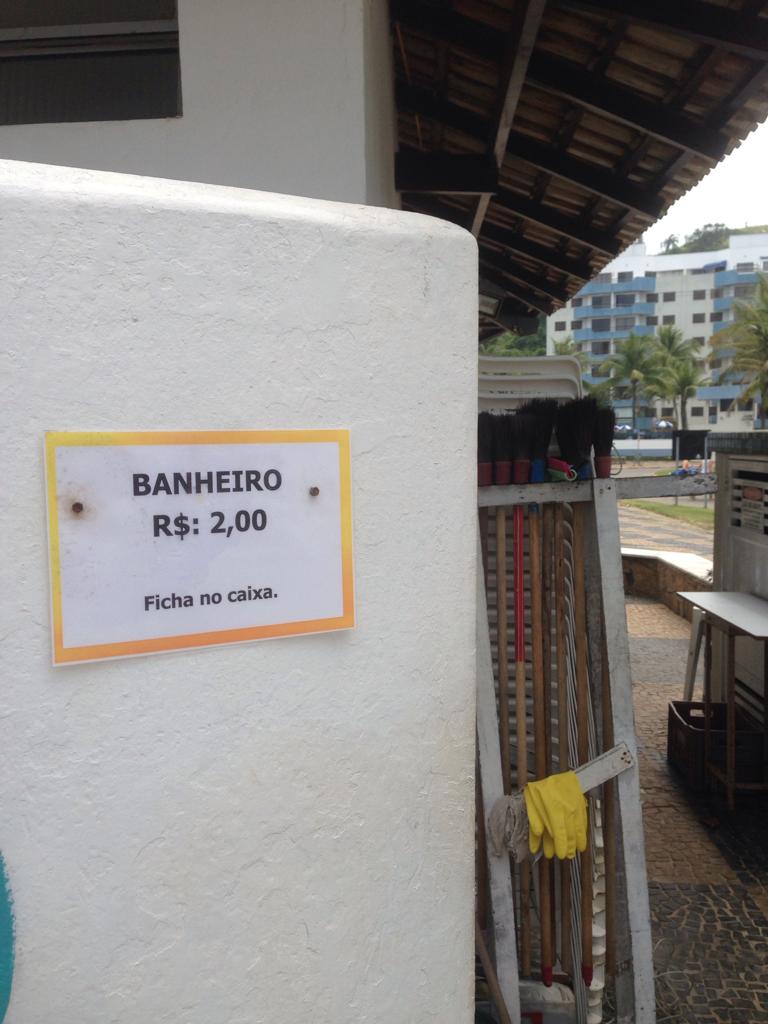 BANHEIRO
R$: 2,00
Ficha no caixa.